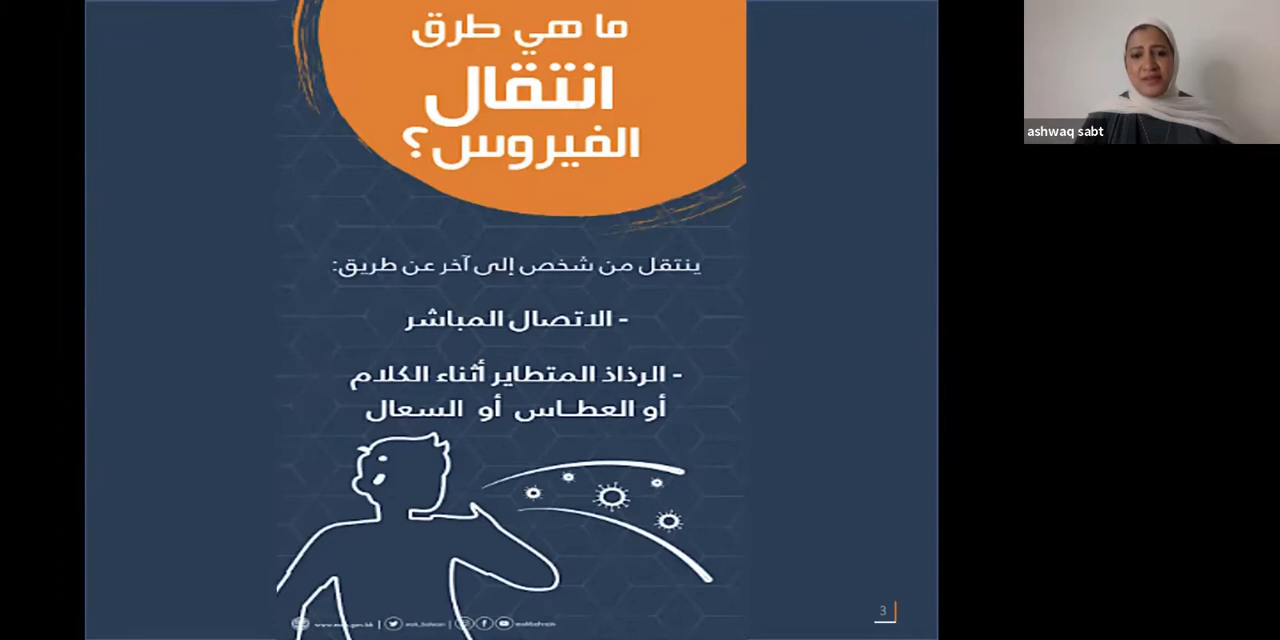 ما هي طرق
انتقال
الفيروس؟
ينتقل من شخص إلى آخر عن طريق:
- الاتصال المباشر
- الرذاذ المتطاير أثناء الكلام
أو العطــاس أو السعال
3
ashwaq sabt